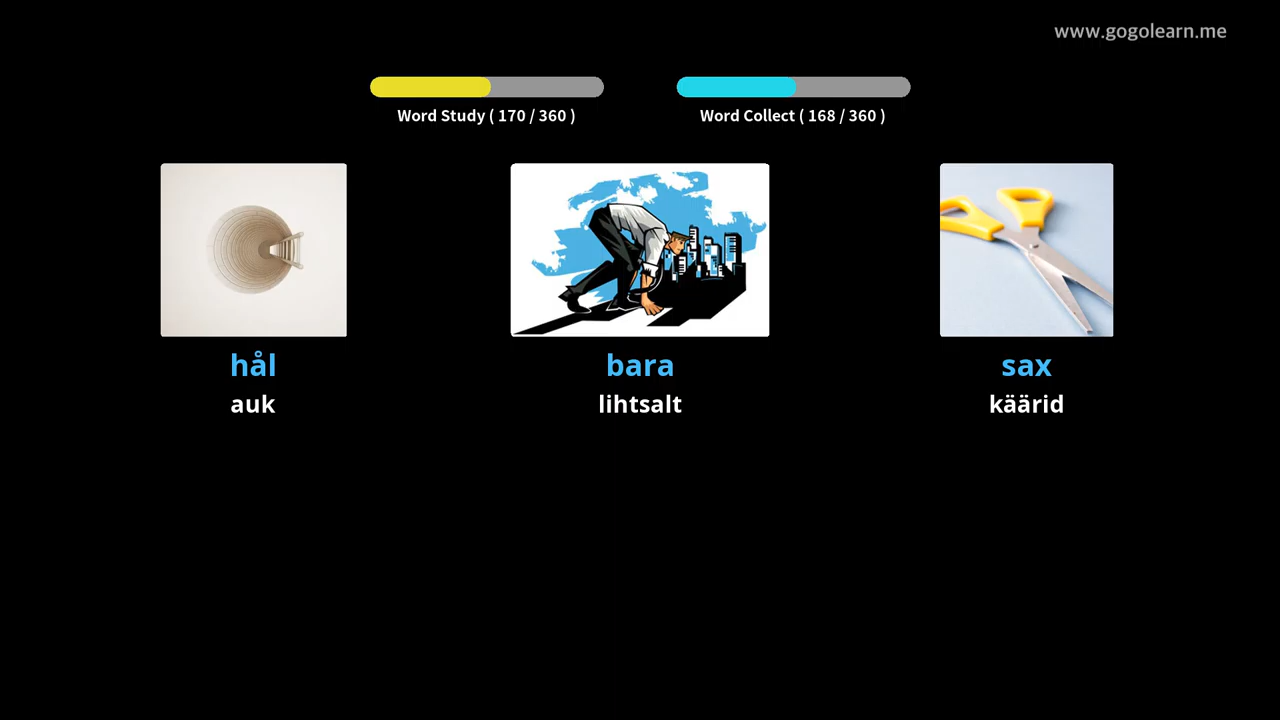 www.gogolearn.me
Word Study ( 170 / 360 )
Word Collect ( 168 / 360 )
hål
auk
bara
lihtsalt
sax
käärid